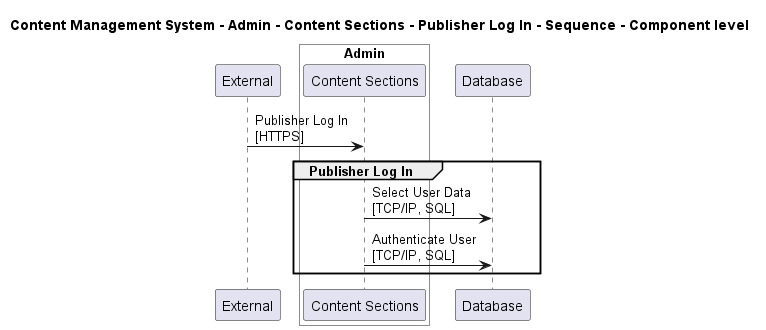 Content Management System - Admin - Content Sections - Publisher Log In - Sequence - Component level
Admin
External
Content Sections
Database
Publisher Log In
[HTTPS]
Publisher Log In
Select User Data
[TCP/IP, SQL]
Authenticate User
[TCP/IP, SQL]
External
Content Sections
Database